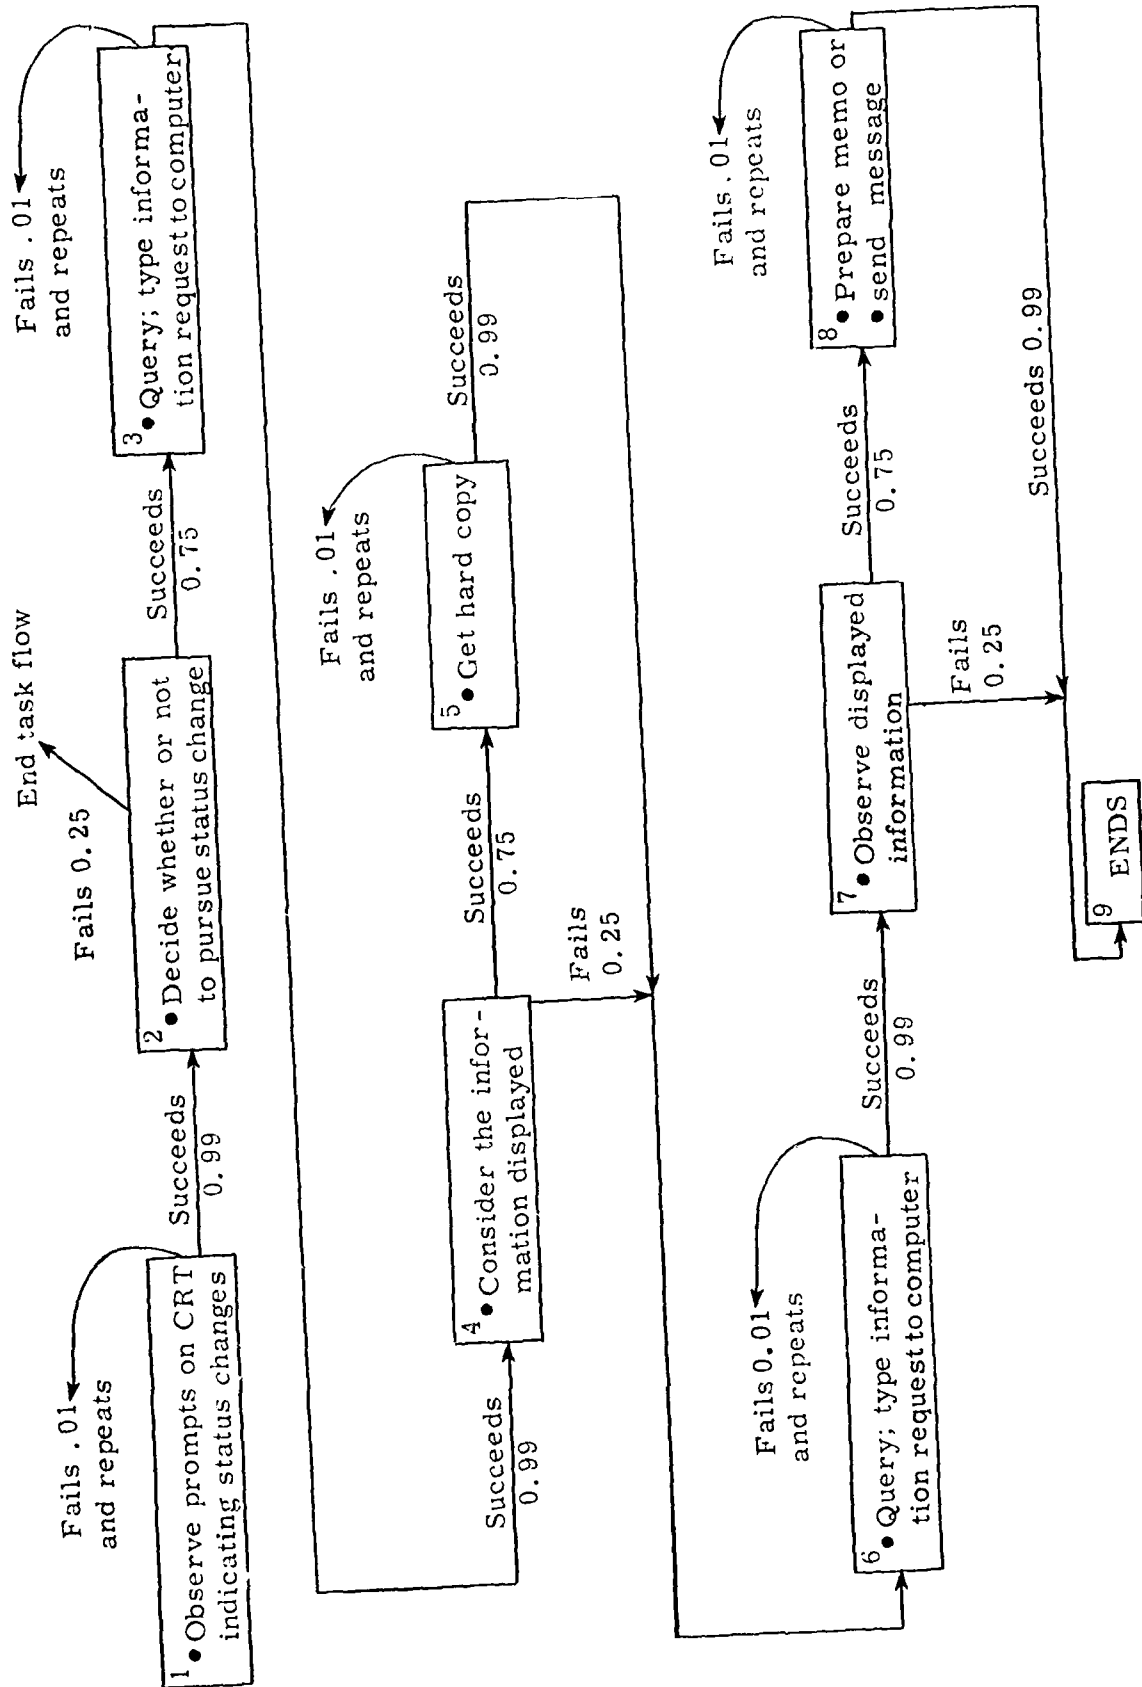 Fails .01
and repeats
1 ● Observe prompts on CRT
indicating status changes
Succeeds
0.99
End task flow
Fails 0.25
2 ● Decide whether or not
to pursue status change
Succeeds
0.75
Fails .01
and repeats
3 ● Query; type informa-
tion request to computer
Succeeds
0.99
4 ● Consider the infor-
mation displayed
Succeeds
0.75
Fails
0.25
Fails .01
and repeats
5 ● Get hard copy
Succeeds
0.99
Fails 0.01
and repeats
6 ● Query; type informa-
tion request to computer
Succeeds
0.99
7 ● Observe displayed
information
Succeeds
0.75
Fails
0.25
Fails .01
and repeats
8 ● Prepare memo or
● send message
Succeeds 0.99
9 ENDS